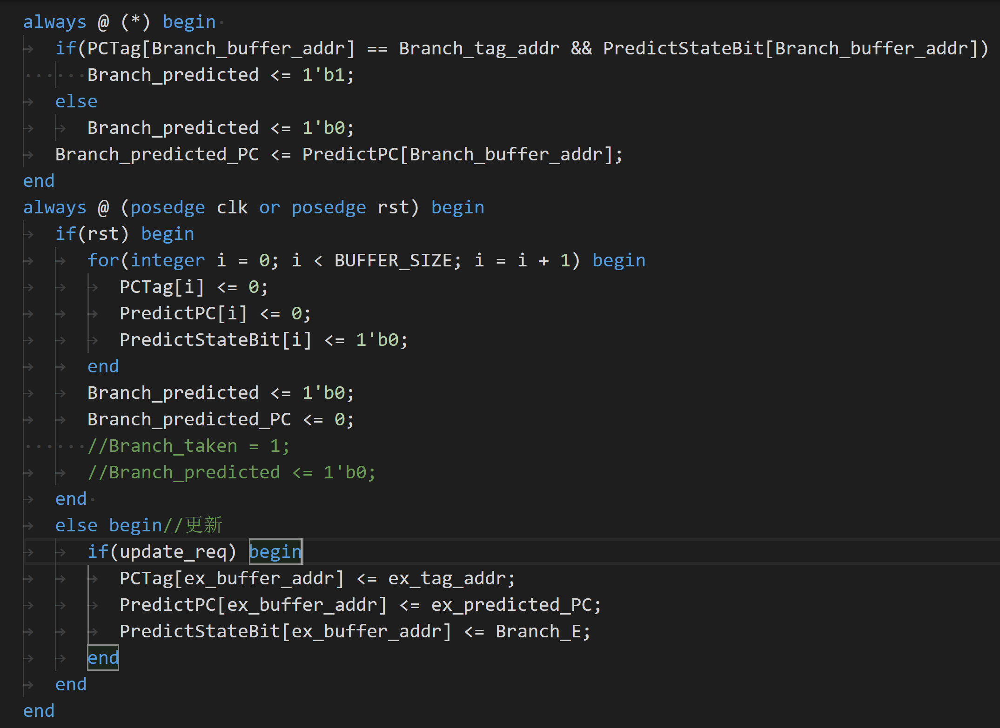 always @ (*) begin
if(PCTag[Branch_buffer_addr] == Branch_tag_addr && PredictStateBit[Branch_buffer_addr])
Branch_predicted <= 1'b1;
else
Branch_predicted <= 1'b0;
Branch_predicted_PC <= PredictPC[Branch_buffer_addr];
end
always @ (posedge clk or posedge rst) begin
if(rst) begin
for(integer i = 0; i < BUFFER_SIZE; i = i + 1) begin
PCTag[i] <= 0;
PredictPC[i] <= 0;
PredictStateBit[i] <= 1'b0;
end
Branch_predicted <= 1'b0;
Branch_predicted_PC <= 0;
//Branch_taken = 1;
//Branch_predicted <= 1'b0;
end
else begin//更新
if(update_req) begin
PCTag[ex_buffer_addr] <= ex_tag_addr;
PredictPC[ex_buffer_addr] <= ex_predicted_PC;
PredictStateBit[ex_buffer_addr] <= Branch_E;
end
end
end